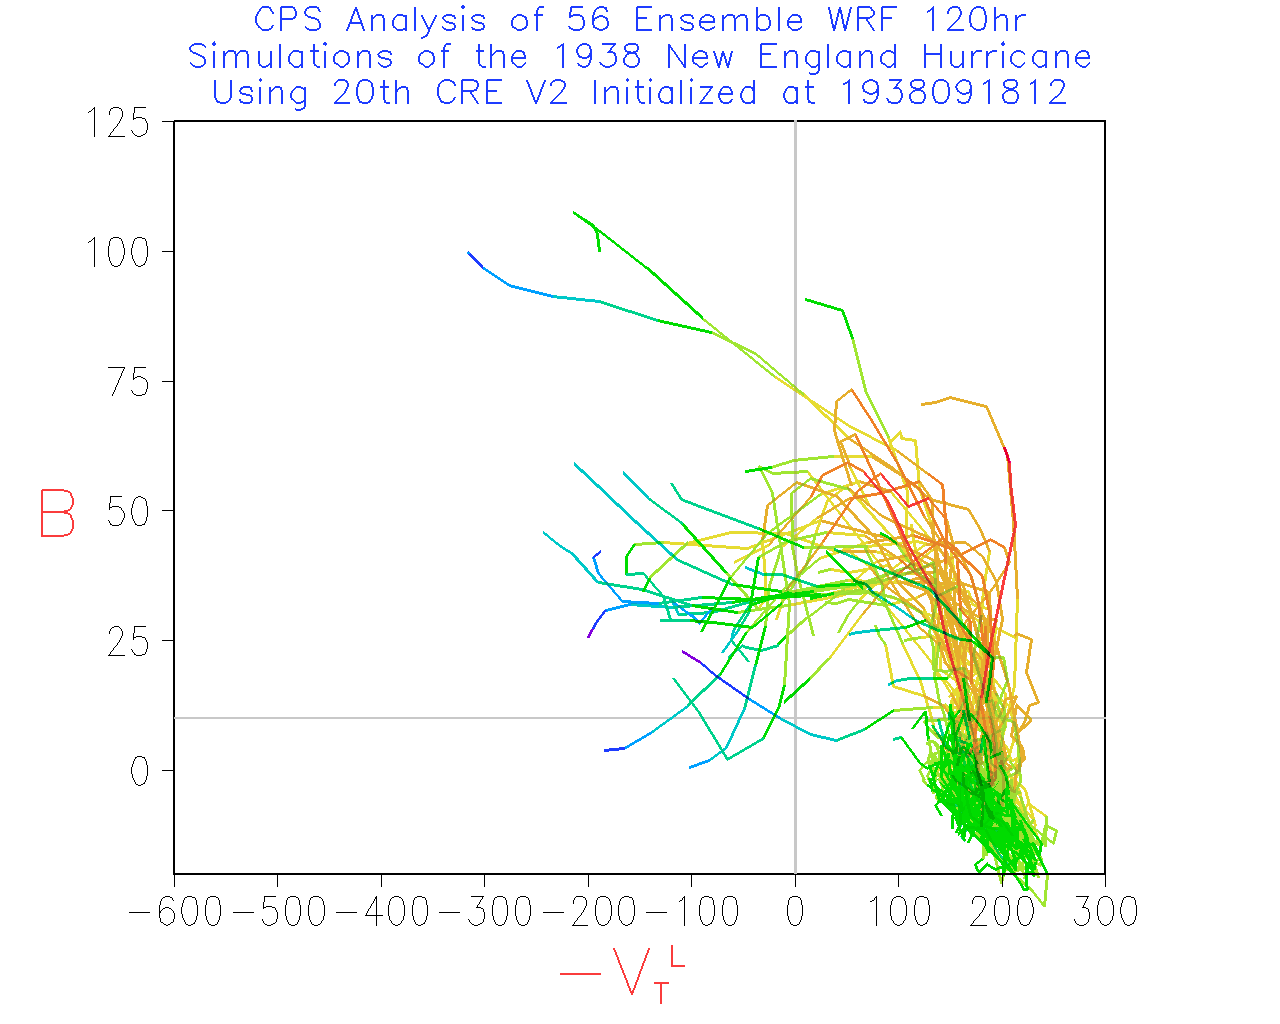 CPS Analysis of 56 Ensemble WRF 120hr
Simulations of the 1938 New England Hurricane
Using 20th CRE V2 Initialized at 1938091812
125
100
75
50
25
0
B
−600 −500 −400 −300 −200 −100 0 100 200 300
−V_T^L